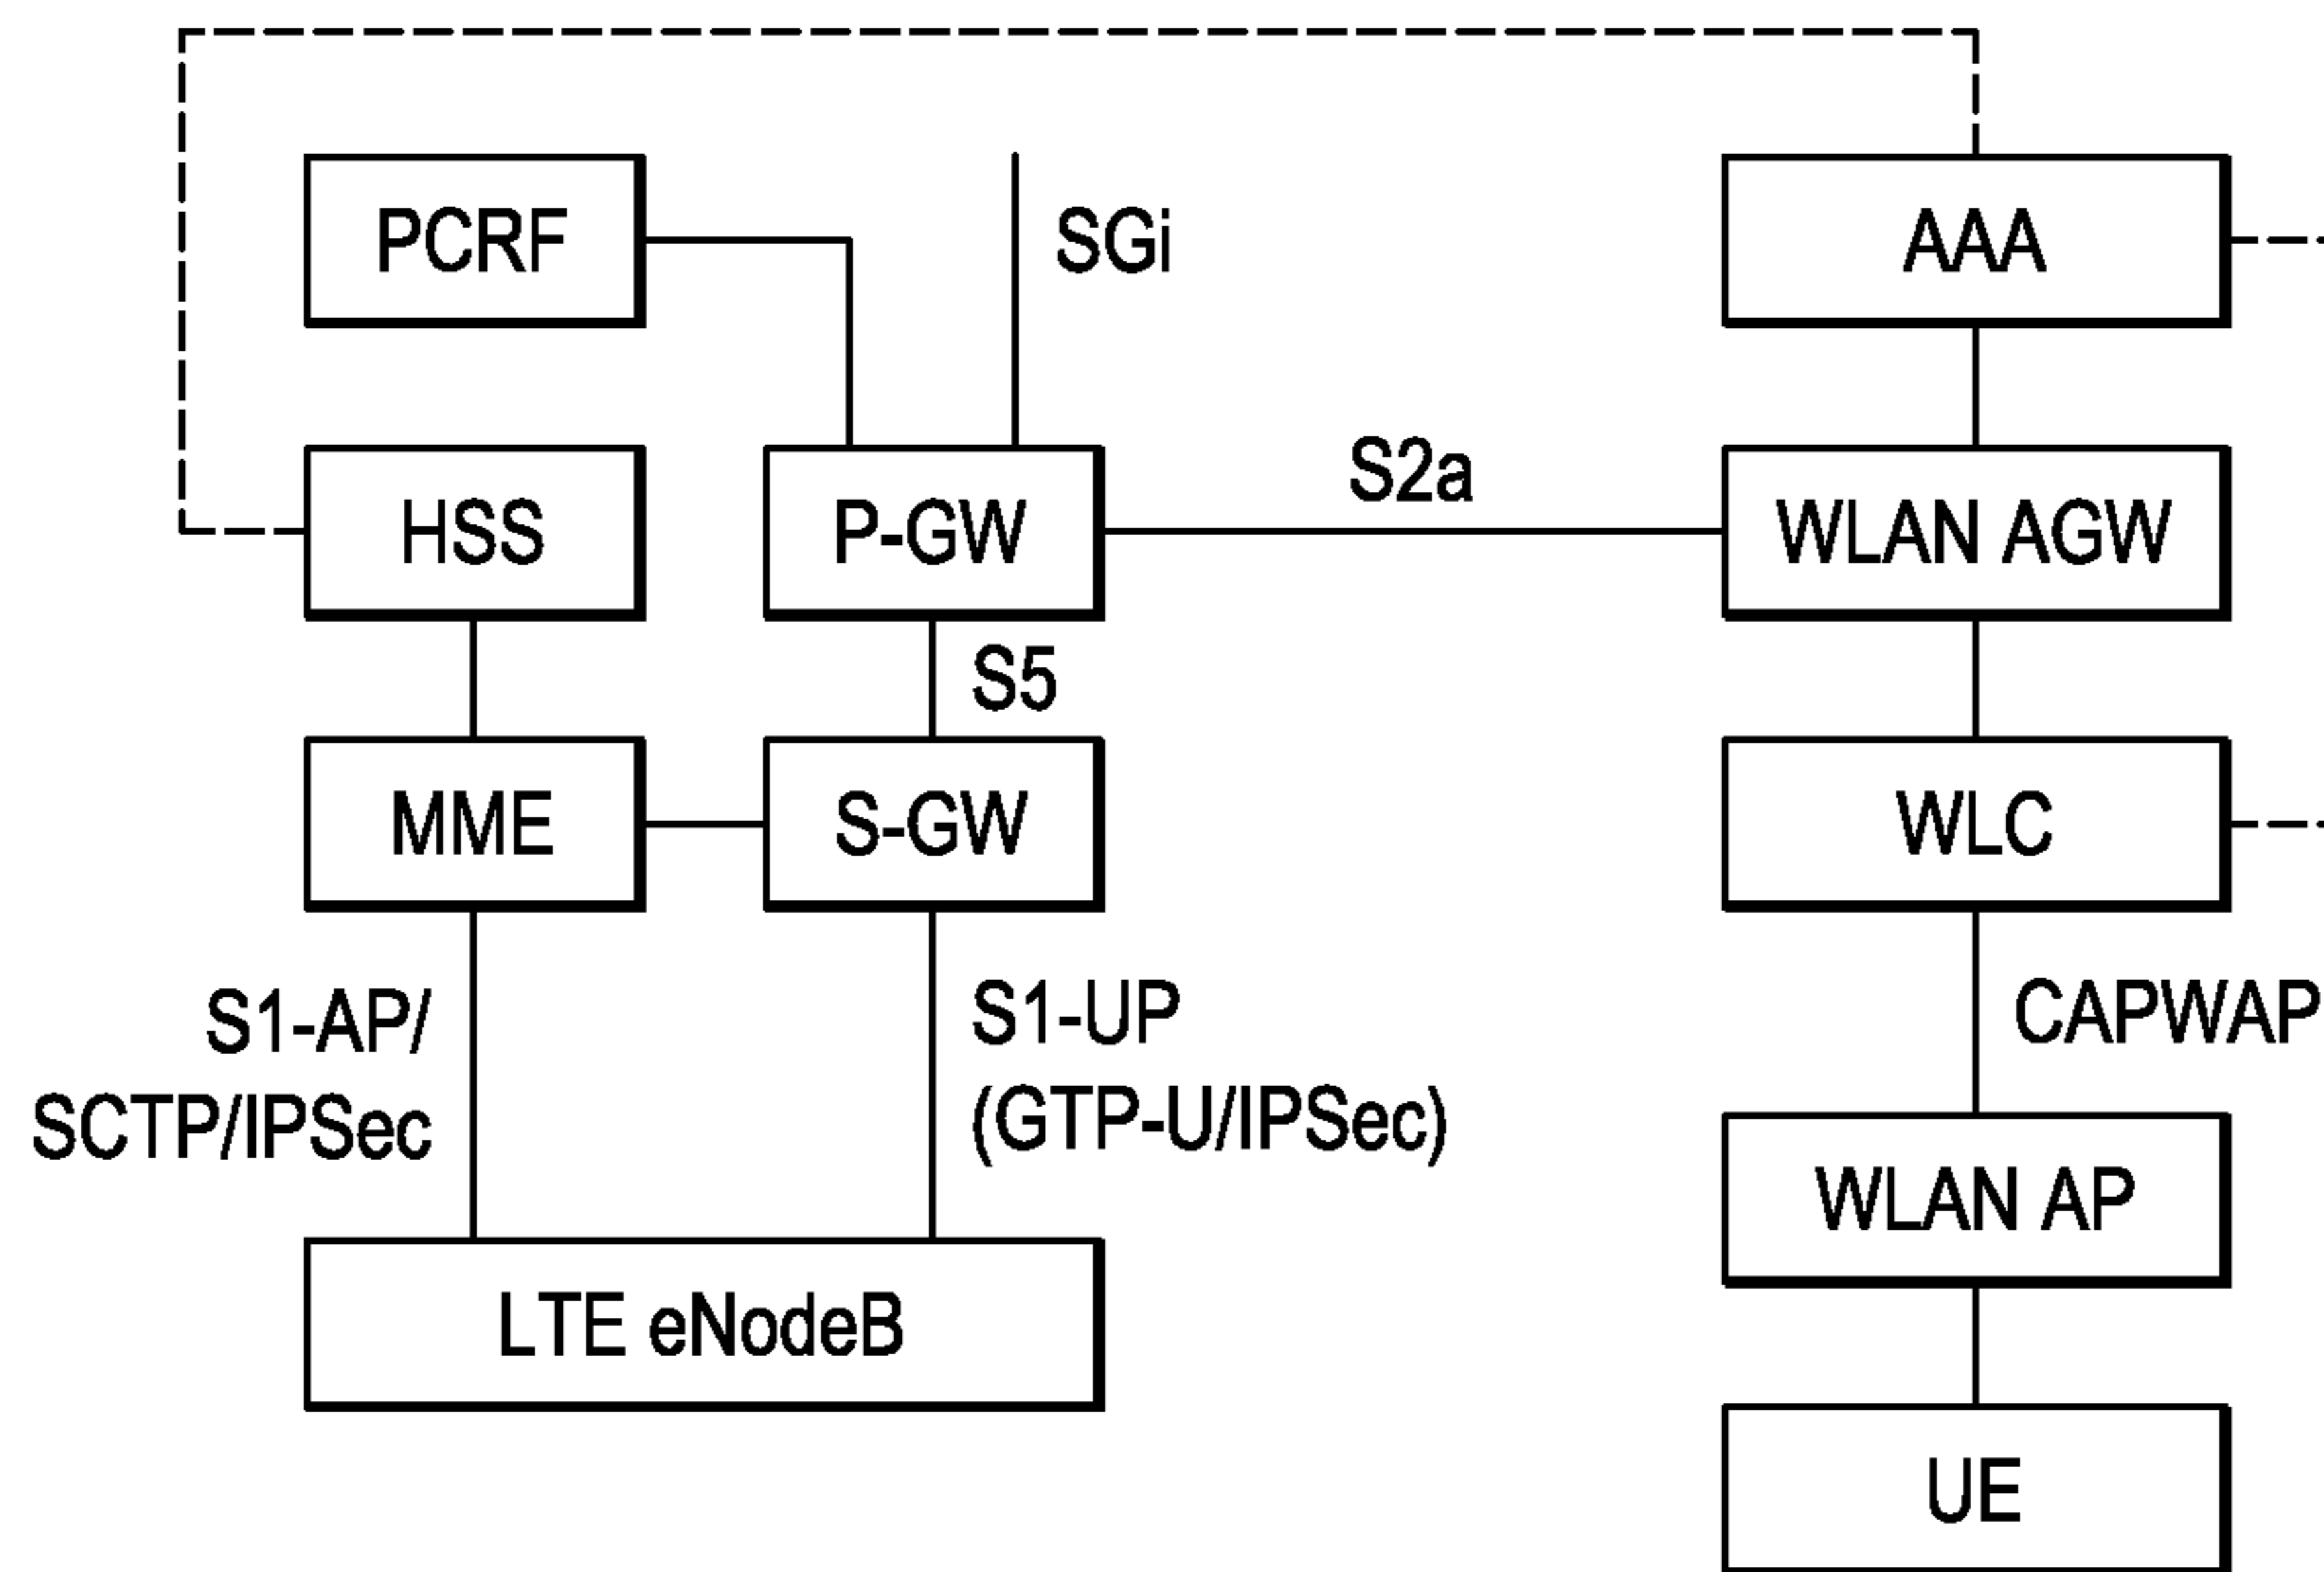 PCRF
SGi
AAA
HSS
P-GW
S2a
WLAN AGW
S5
MME
S-GW
WLC
S1-AP/
SCTP/IPSec
S1-UP
(GTP-U/IPSec)
CAPWAP
WLAN AP
LTE eNodeB
UE